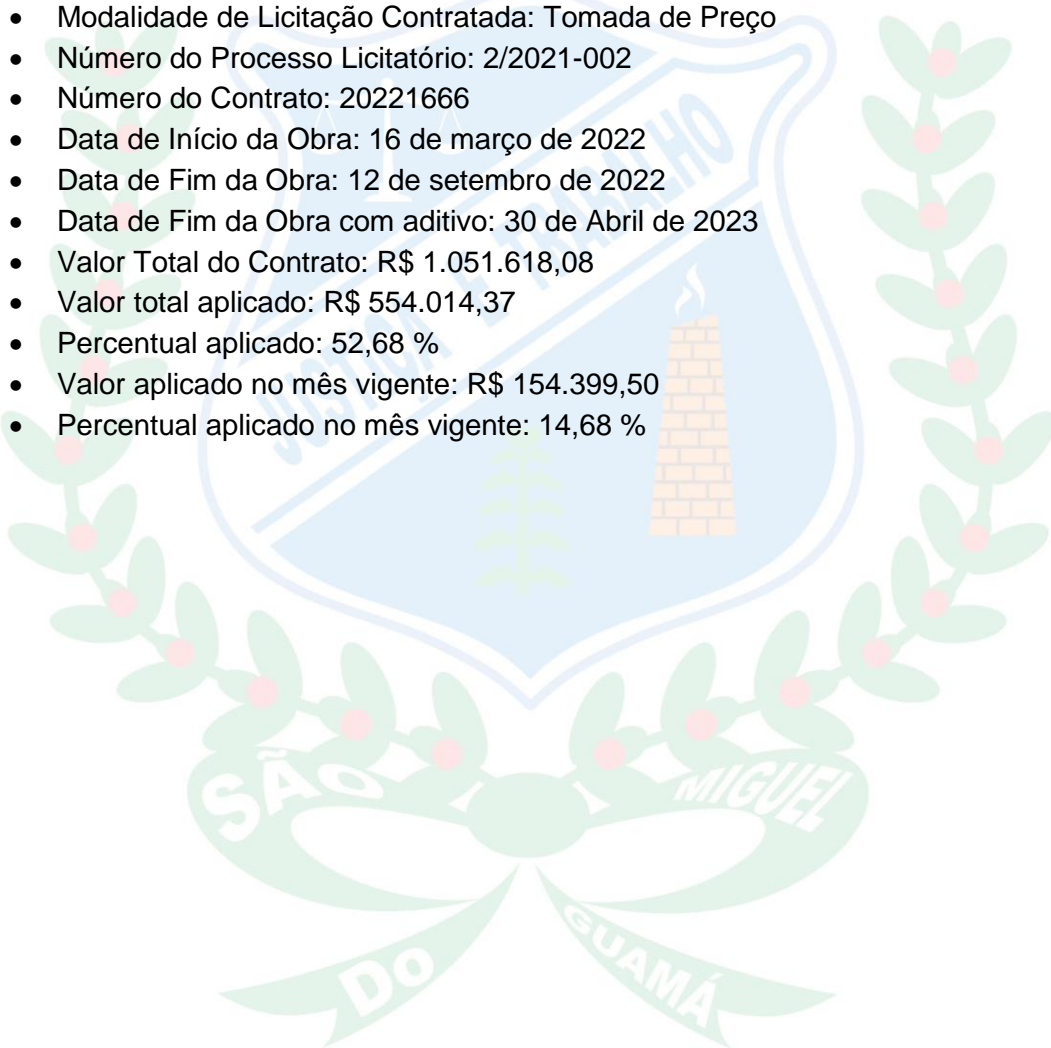 • Modalidade de Licitação Contratada: Tomada de Preço
• Número do Processo Licitatório: 2/2021-002
• Número do Contrato: 20221666
• Data de Início da Obra: 16 de março de 2022
• Data de Fim da Obra: 12 de setembro de 2022
• Data de Fim da Obra com aditivo: 30 de Abril de 2023
• Valor Total do Contrato: R$ 1.051.618,08
• Valor total aplicado: R$ 554.014,37
• Percentual aplicado: 52,68 %
• Valor aplicado no mês vigente: R$ 154.399,50
• Percentual aplicado no mês vigente: 14,68 %
JUSTIÇA E TRABALHO
SÃO MIGUEL
DO GUAMÁ